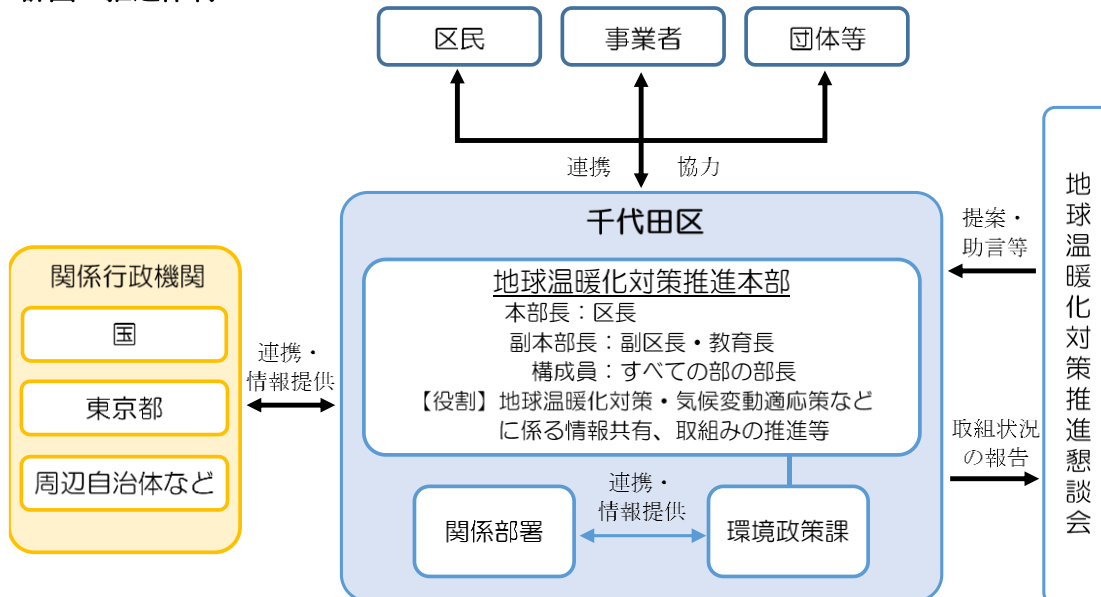 区民
事業者
団体等
連携
協力
千代田区
地球温暖化対策推進本部
本部長：区長
副本部長：副区長・教育長
構成員：すべての部の部長
【役割】地球温暖化対策・気候変動適応策など
に係る情報共有、取組みの推進等
関係部署
連携・
情報提供
環境政策課
関係行政機関
国
東京都
周辺自治体など
連携・
情報提供
提案・
助言等
取組状況
の報告
地球温暖化対策推進懇談会